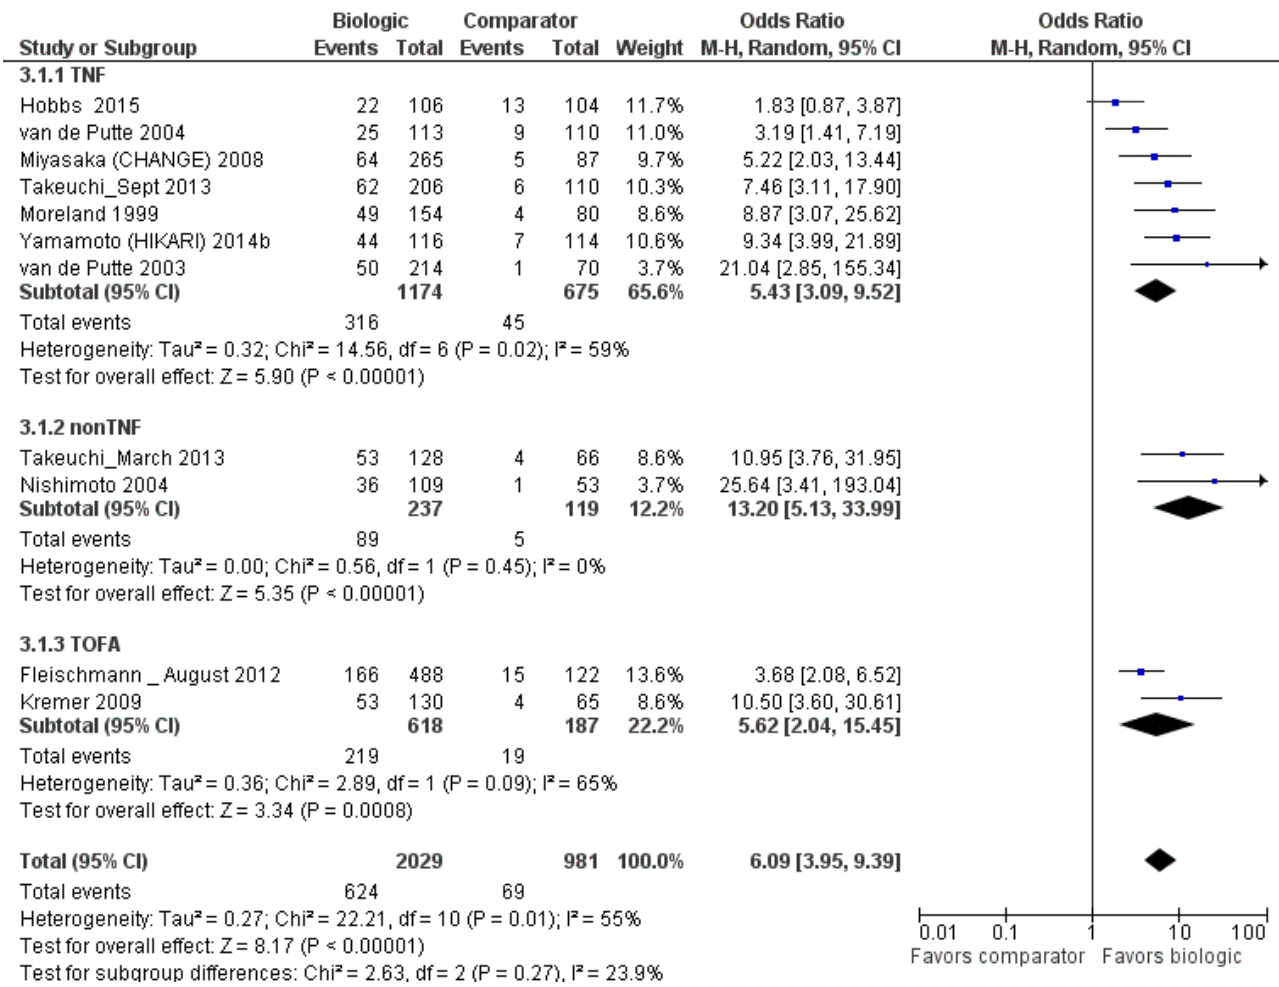 Biologic Comparator Odds Ratio Odds Ratio
Study or Subgroup Events Total Events Total Weight M-H, Random, 95% CI M-H, Random, 95% CI
3.1.1 TNF
Hobbs 2015 22 106 13 104 11.7% 1.83 [0.87, 3.87]
van de Putte 2004 25 113 9 110 11.0% 3.19 [1.41, 7.19]
Miyasaka (CHANGE) 2008 64 265 5 87 9.7% 5.22 [2.03, 13.44]
Takeuchi_Sept 2013 62 206 6 110 10.3% 7.46 [3.11, 17.90]
Moreland 1999 49 154 4 80 8.6% 8.87 [3.07, 25.62]
Yamamoto (HIKARI) 2014b 44 116 7 114 10.6% 9.34 [3.99, 21.89]
van de Putte 2003 50 214 1 70 3.7% 21.04 [2.85, 155.34]
Subtotal (95% CI) 1174 675 65.6% 5.43 [3.09, 9.52]
Total events 316 45
Heterogeneity: Tau² = 0.32; Chi² = 14.56, df = 6 (P = 0.02); I² = 59%
Test for overall effect: Z = 5.90 (P < 0.00001)
3.1.2 nonTNF
Takeuchi_March 2013 53 128 4 66 8.6% 10.95 [3.76, 31.95]
Nishimoto 2004 36 109 1 53 3.7% 25.64 [3.41, 193.04]
Subtotal (95% CI) 237 119 12.2% 13.20 [5.13, 33.99]
Total events 89 5
Heterogeneity: Tau² = 0.00; Chi² = 0.56, df = 1 (P = 0.45); I² = 0%
Test for overall effect: Z = 5.35 (P < 0.00001)
3.1.3 TOFA
Fleischmann _ August 2012 166 488 15 122 13.6% 3.68 [2.08, 6.52]
Kremer 2009 53 130 4 65 8.6% 10.50 [3.60, 30.61]
Subtotal (95% CI) 618 187 22.2% 5.62 [2.04, 15.45]
Total events 219 19
Heterogeneity: Tau² = 0.36; Chi² = 2.89, df = 1 (P = 0.09); I² = 65%
Test for overall effect: Z = 3.34 (P = 0.0008)
Total (95% CI) 2029 981 100.0% 6.09 [3.95, 9.39]
Total events 624 69
Heterogeneity: Tau² = 0.27; Chi² = 22.21, df = 10 (P = 0.01); I² = 55%
Test for overall effect: Z = 8.17 (P < 0.00001)
Test for subgroup differences: Chi² = 2.63, df = 2 (P = 0.27), I² = 23.9%
0.01 0.1 1 10 100
Favors comparator Favors biologic